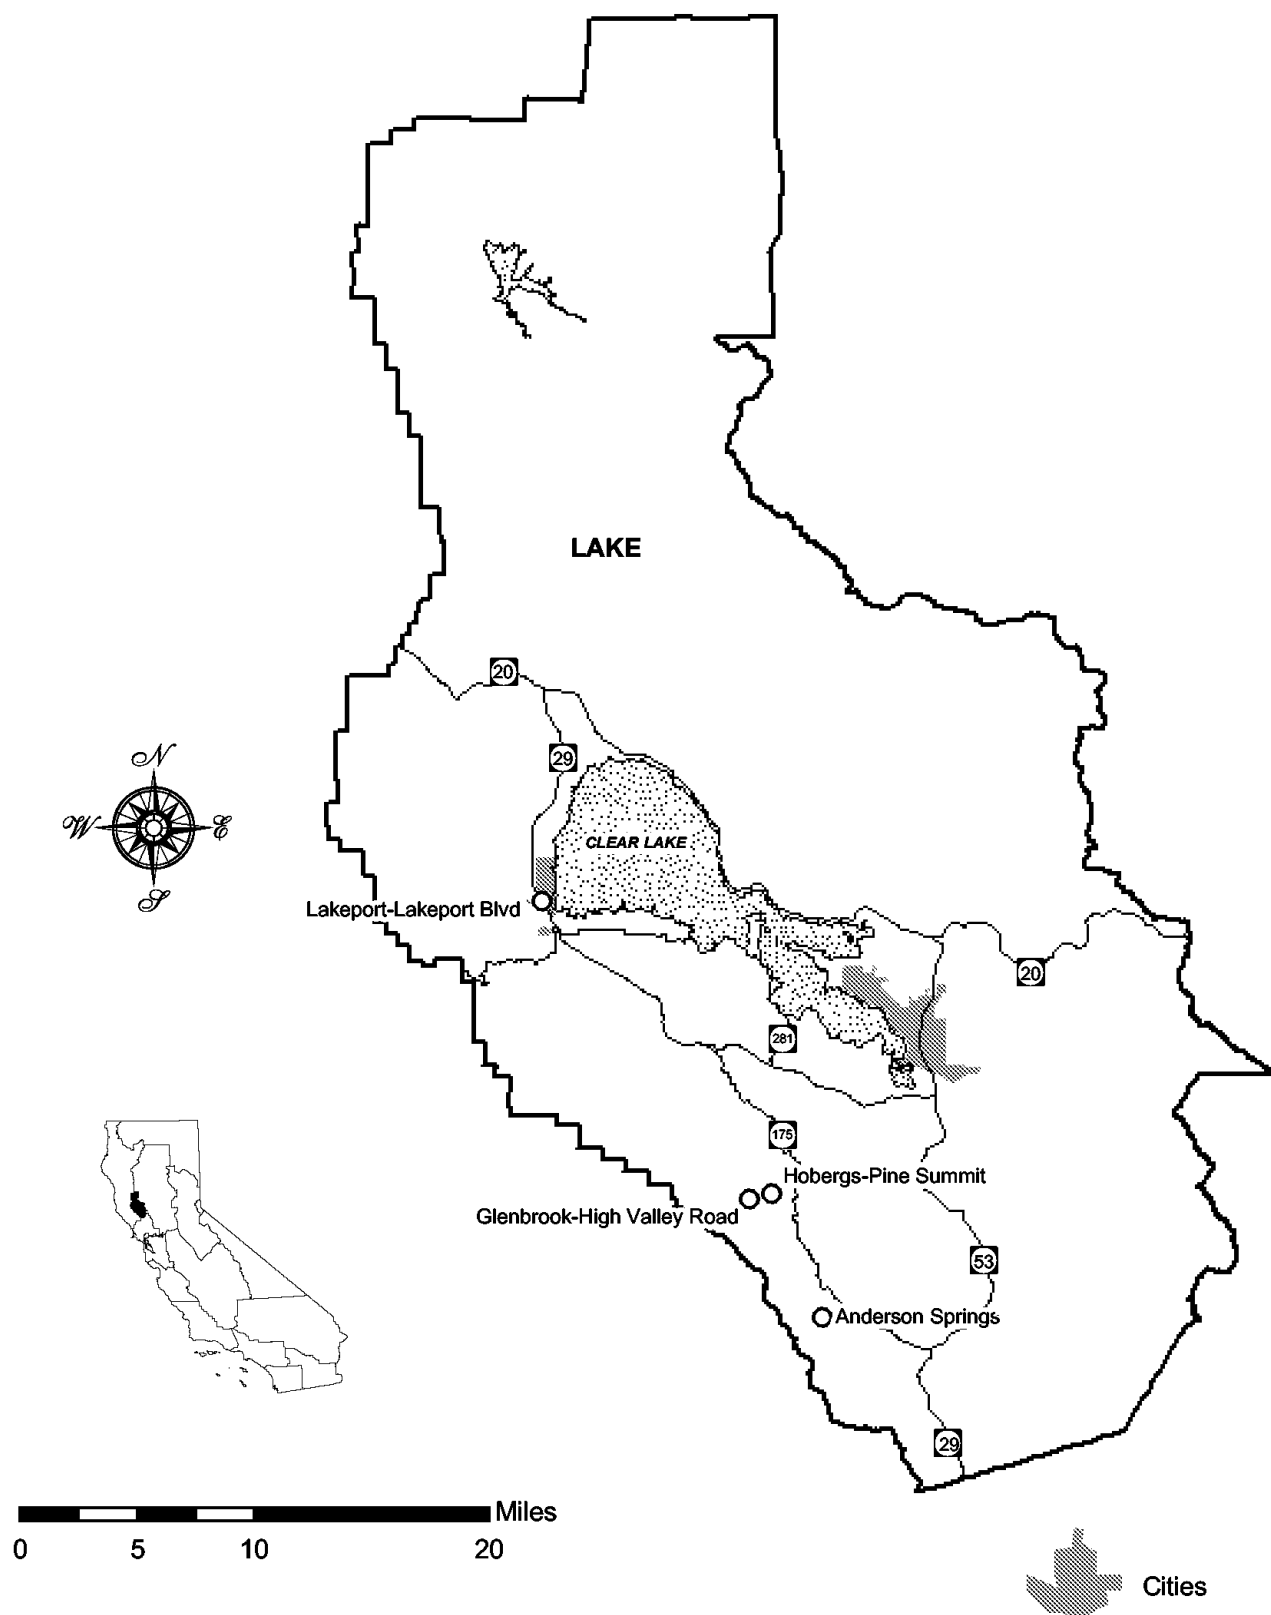 LAKE
20
29
N
W
E
S
CLEAR LAKE
Lakeport-Lakeport Blvd
20
281
175
Hobergs-Pine Summit
Glenbrook-High Valley Road
53
Anderson Springs
29
Miles
0 5 10 20
Cities